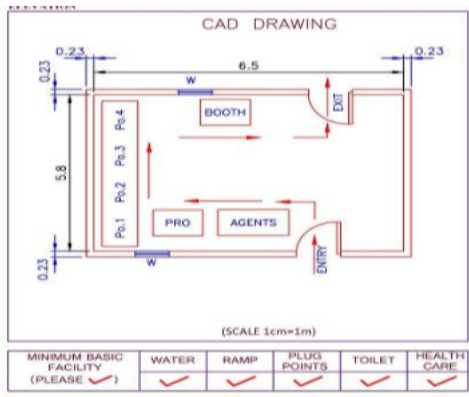 ELEVATION
CAD DRAWING
0.23
0.23
6.5
0.23
W
EXIT
BOOTH
Po.4
Po.3
5.8
Po.2
Po.1
PRO
AGENTS
ENTRY
0.23
W
(SCALE 1cm=1m)
MINIMUM BASIC
FACILITY
(PLEASE ✓)
WATER
RAMP
PLUG
POINTS
TOILET
HEALTH
CARE
✓ ✓ ✓ ✓ ✓